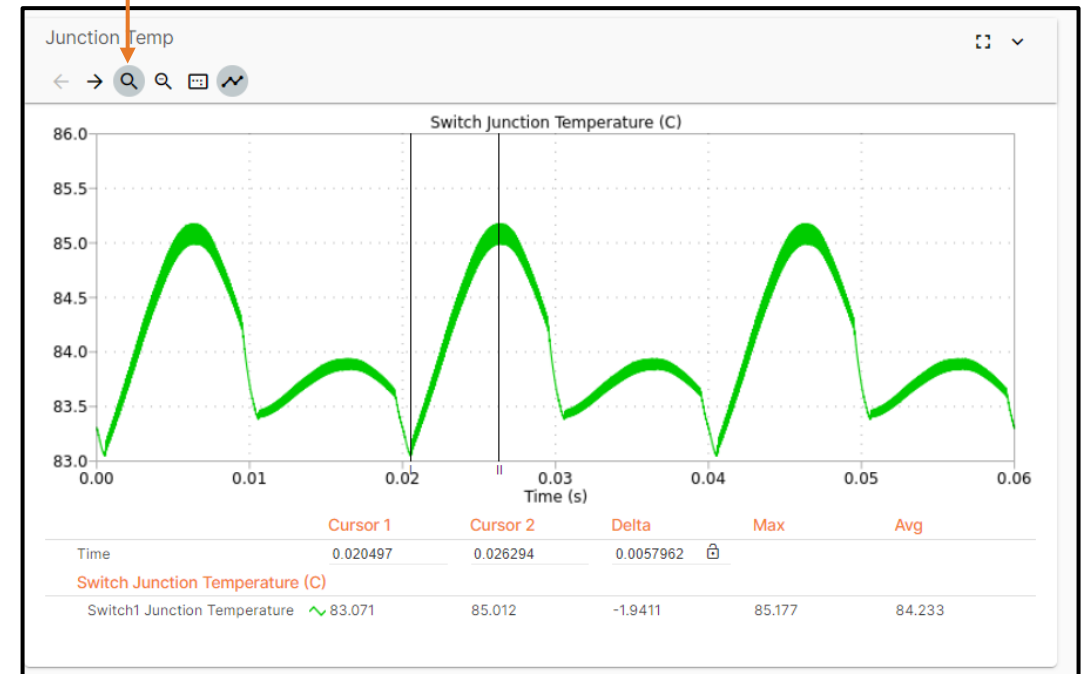 Junction Temp
Switch Junction Temperature (C)
86.0
85.5
85.0
84.5
84.0
83.5
83.0
0.00 0.01 0.02 0.03 0.04 0.05 0.06
I II
Time (s)
Cursor 1 Cursor 2 Delta Max Avg
Time 0.020497 0.026294 0.0057962
Switch Junction Temperature (C)
Switch1 Junction Temperature 83.071 85.012 -1.9411 85.177 84.233